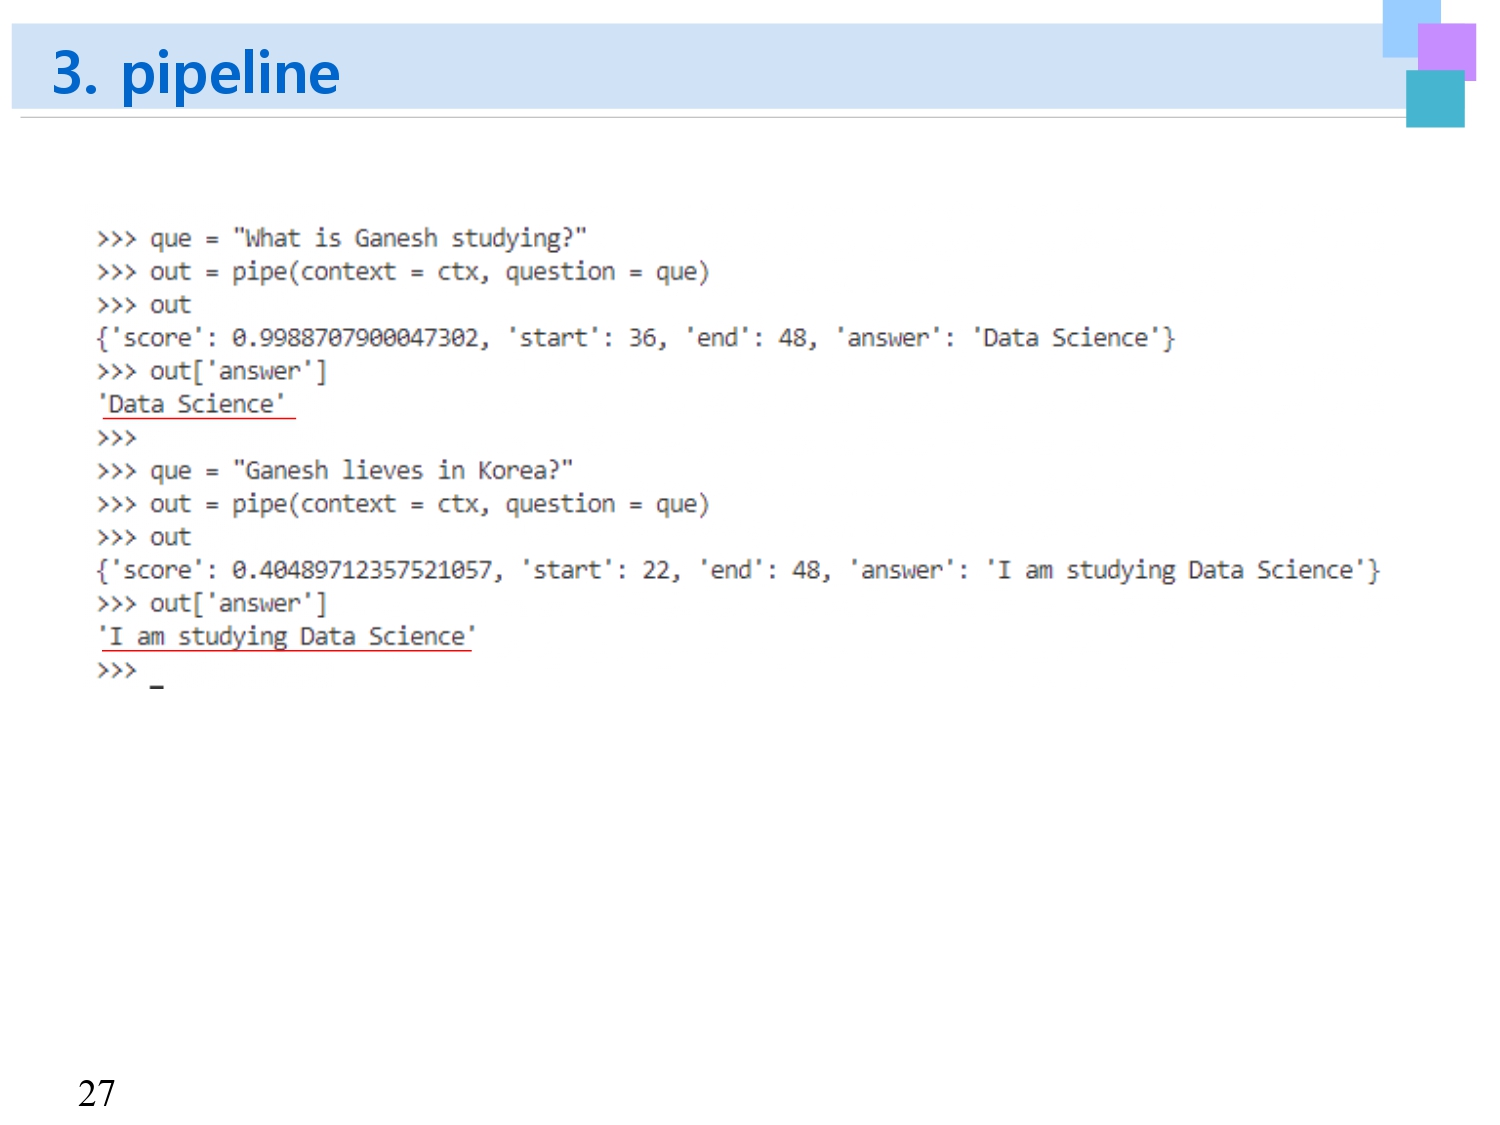 3. pipeline
>>> que = "What is Ganesh studying?"
>>> out = pipe(context = ctx, question = que)
>>> out
{'score': 0.9988707900047302, 'start': 36, 'end': 48, 'answer': 'Data Science'}
>>> out['answer']
'Data Science'
>>>
>>> que = "Ganesh lieves in Korea?"
>>> out = pipe(context = ctx, question = que)
>>> out
{'score': 0.40489712357521057, 'start': 22, 'end': 48, 'answer': 'I am studying Data Science'}
>>> out['answer']
'I am studying Data Science'
>>> _
27